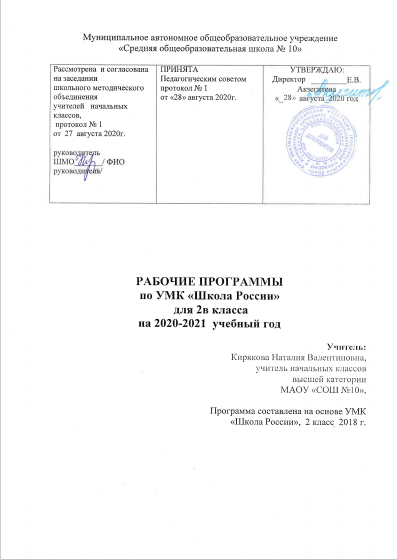 Муниципальное автономное общеобразовательное учреждение
«Средняя общеобразовательная школа № 10»
Рассмотрена и согласована
на заседании
школьного методического
объединения
учителей начальных
классов,
протокол № 1
от 27 августа 2020г.
руководитель
ШМО /ФИО
руководителя/
ПРИНЯТА
Педагогическим советом
протокол № 1
от «28» августа 2020г.
УТВЕРЖДАЮ:
Директор ________ Е.В.
« 28» августа 2020 год
РАБОЧИЕ ПРОГРАММЫ
по УМК «Школа России»
для 2в класса
на 2020-2021 учебный год
Учитель:
Кирякова Наталия Валентиновна,
учитель начальных классов
высшей категории
МАОУ «СОШ №10»,
Программа составлена на основе УМК
«Школа России», 2 класс 2018 г.